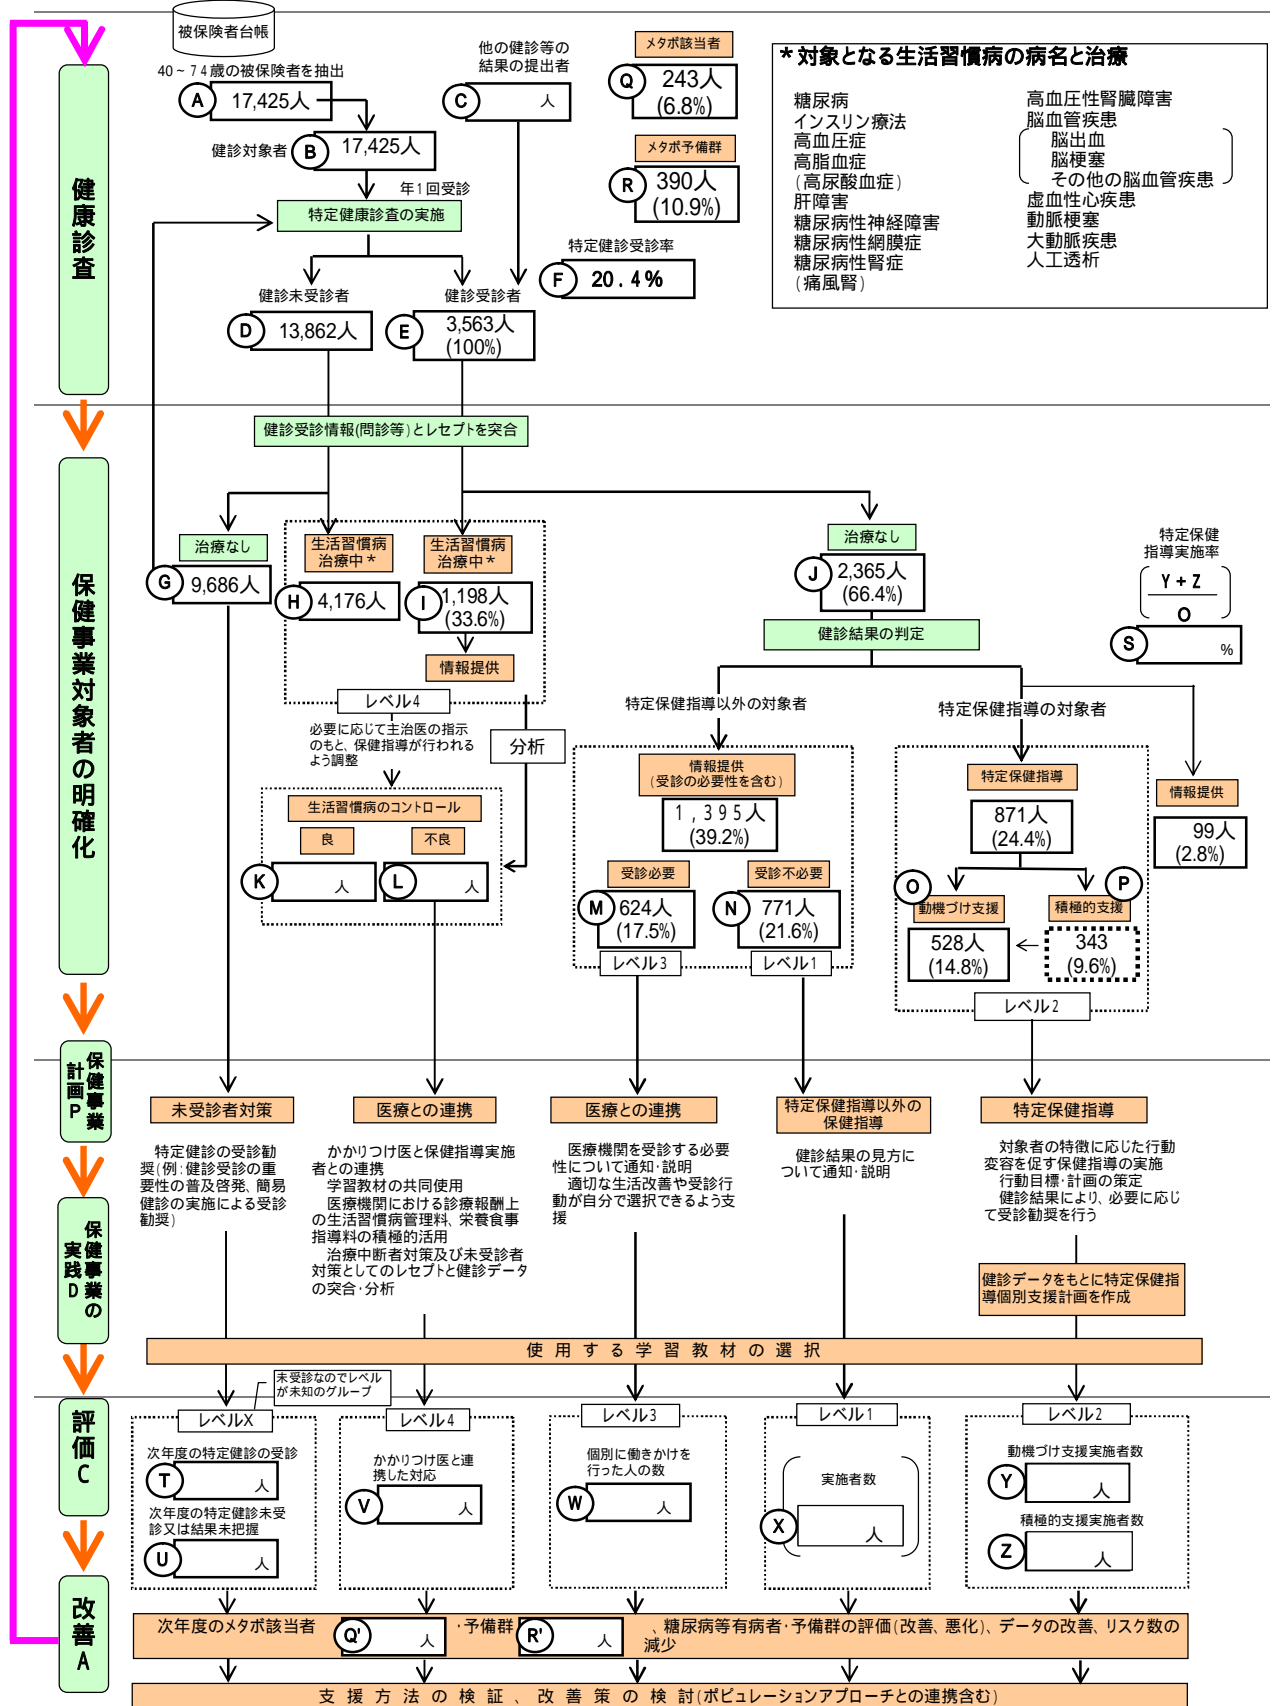 被保険者台帳
40~74歳の被保険者を抽出
A 17,425人
健診対象者 B 17,425人
他の健診等の
結果の提出者
C 人
メタボ該当者
Q 243人
(6.8%)
メタボ予備群
R 390人
(10.9%)
*対象となる生活習慣病の病名と治療
糖尿病
インスリン療法
高血圧症
高脂血症
(高尿酸血症)
肝障害
糖尿病性神経障害
糖尿病性網膜症
糖尿病性腎症
(痛風腎)
高血圧性腎臓障害
脳血管疾患
脳出血
脳梗塞
その他の脳血管疾患
虚血性心疾患
動脈梗塞
大動脈疾患
人工透析
健康診査
年1回受診
特定健康診査の実施
特定健診受診率
F 20.4%
健診未受診者
D 13,862人
健診受診者
E 3,563人
(100%)
健診受診情報(問診等)とレセプトを突合
保健事業対象者の明確化
治療なし
G 9,686人
生活習慣病
治療中*
H 4,176人
生活習慣病
治療中*
I 1,198人
(33.6%)
情報提供
レベル4
治療なし
J 2,365人
(66.4%)
健診結果の判定
特定保健
指導実施率
Y+Z
O
S %
必要に応じて主治医の指示
のもと、保健指導が行われる
よう調整
分析
生活習慣病のコントロール
良
不良
K 人
L 人
特定保健指導以外の対象者
情報提供
(受診の必要性を含む)
1,395人
(39.2%)
受診必要
M 624人
(17.5%)
レベル3
受診不必要
N 771人
(21.6%)
レベル1
特定保健指導の対象者
特定保健指導
871人
(24.4%)
O
動機づけ支援
528人
(14.8%)
P
積極的支援
343
(9.6%)
レベル2
情報提供
99人
(2.8%)
保健事業
計画P
未受診者対策
特定健診の受診勧
奨(例:健診受診の重
要性の普及啓発、簡易
健診の実施による受診
勧奨)
医療との連携
かかりつけ医と保健指導実施
者との連携
学習教材の共同使用
医療機関における診療報酬上
の生活習慣病管理料、栄養食事
指導料の積極的活用
治療中断者対策及び未受診者
対策としてのレセプトと健診データ
の突合・分析
医療との連携
医療機関を受診する必要
性について通知・説明
適切な生活改善や受診行
動が自分で選択できるよう支
援
特定保健指導以外の
保健指導
健診結果の見方に
ついて通知・説明
特定保健指導
対象者の特徴に応じた行動
変容を促す保健指導の実施
行動目標・計画の策定
健診結果により、必要に応じ
て受診勧奨を行う
保健事業の
実践D
健診データをもとに特定保健指
導個別支援計画を作成
使用する学習教材の選択
評価C
未受診なのでレベル
が未知のグループ
レベルX
次年度の特定健診の受診
T 人
次年度の特定健診未受
診又は結果未把握
U 人
レベル4
かかりつけ医と連
携した対応
V 人
レベル3
個別に働きかけを
行った人の数
W 人
レベル1
実施者数
X 人
レベル2
動機づけ支援実施者数
Y 人
積極的支援実施者数
Z 人
改善A
次年度のメタボ該当者 Q' 人 ・予備群 R' 人 、糖尿病等有病者・予備群の評価(改善、悪化)、データの改善、リスク数の
減少
支援方法の検証、改善策の検討(ポピュレーションアプローチとの連携含む)